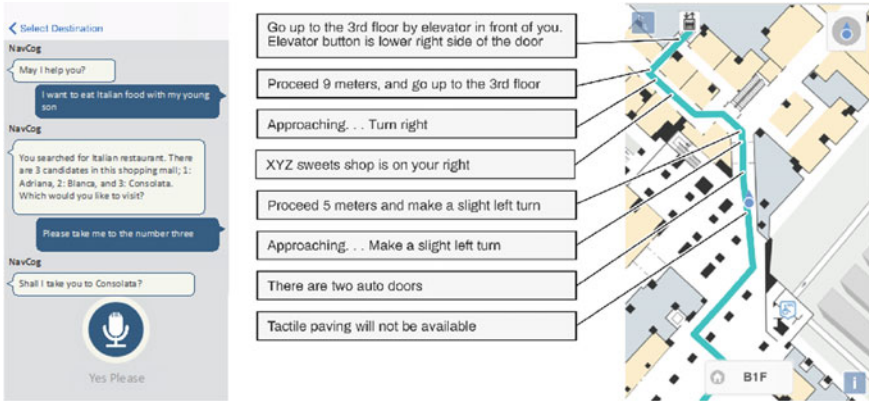 Select Destination
NavCog
May I help you?
I want to eat Italian food with my young
son
NavCog
You searched for Italian restaurant. There
are 3 candidates in this shopping mall; 1:
Adriana, 2: Blanca, and 3: Consolata.
Which would you like to visit?
Please take me to the number three
NavCog
Shall I take you to Consolata?
Yes Please
Go up to the 3rd floor by elevator in front of you.
Elevator button is lower right side of the door
Proceed 9 meters, and go up to the 3rd floor
Approaching. . . Turn right
XYZ sweets shop is on your right
Proceed 5 meters and make a slight left turn
Approaching. . . Make a slight left turn
There are two auto doors
Tactile paving will not be available
B1F
i